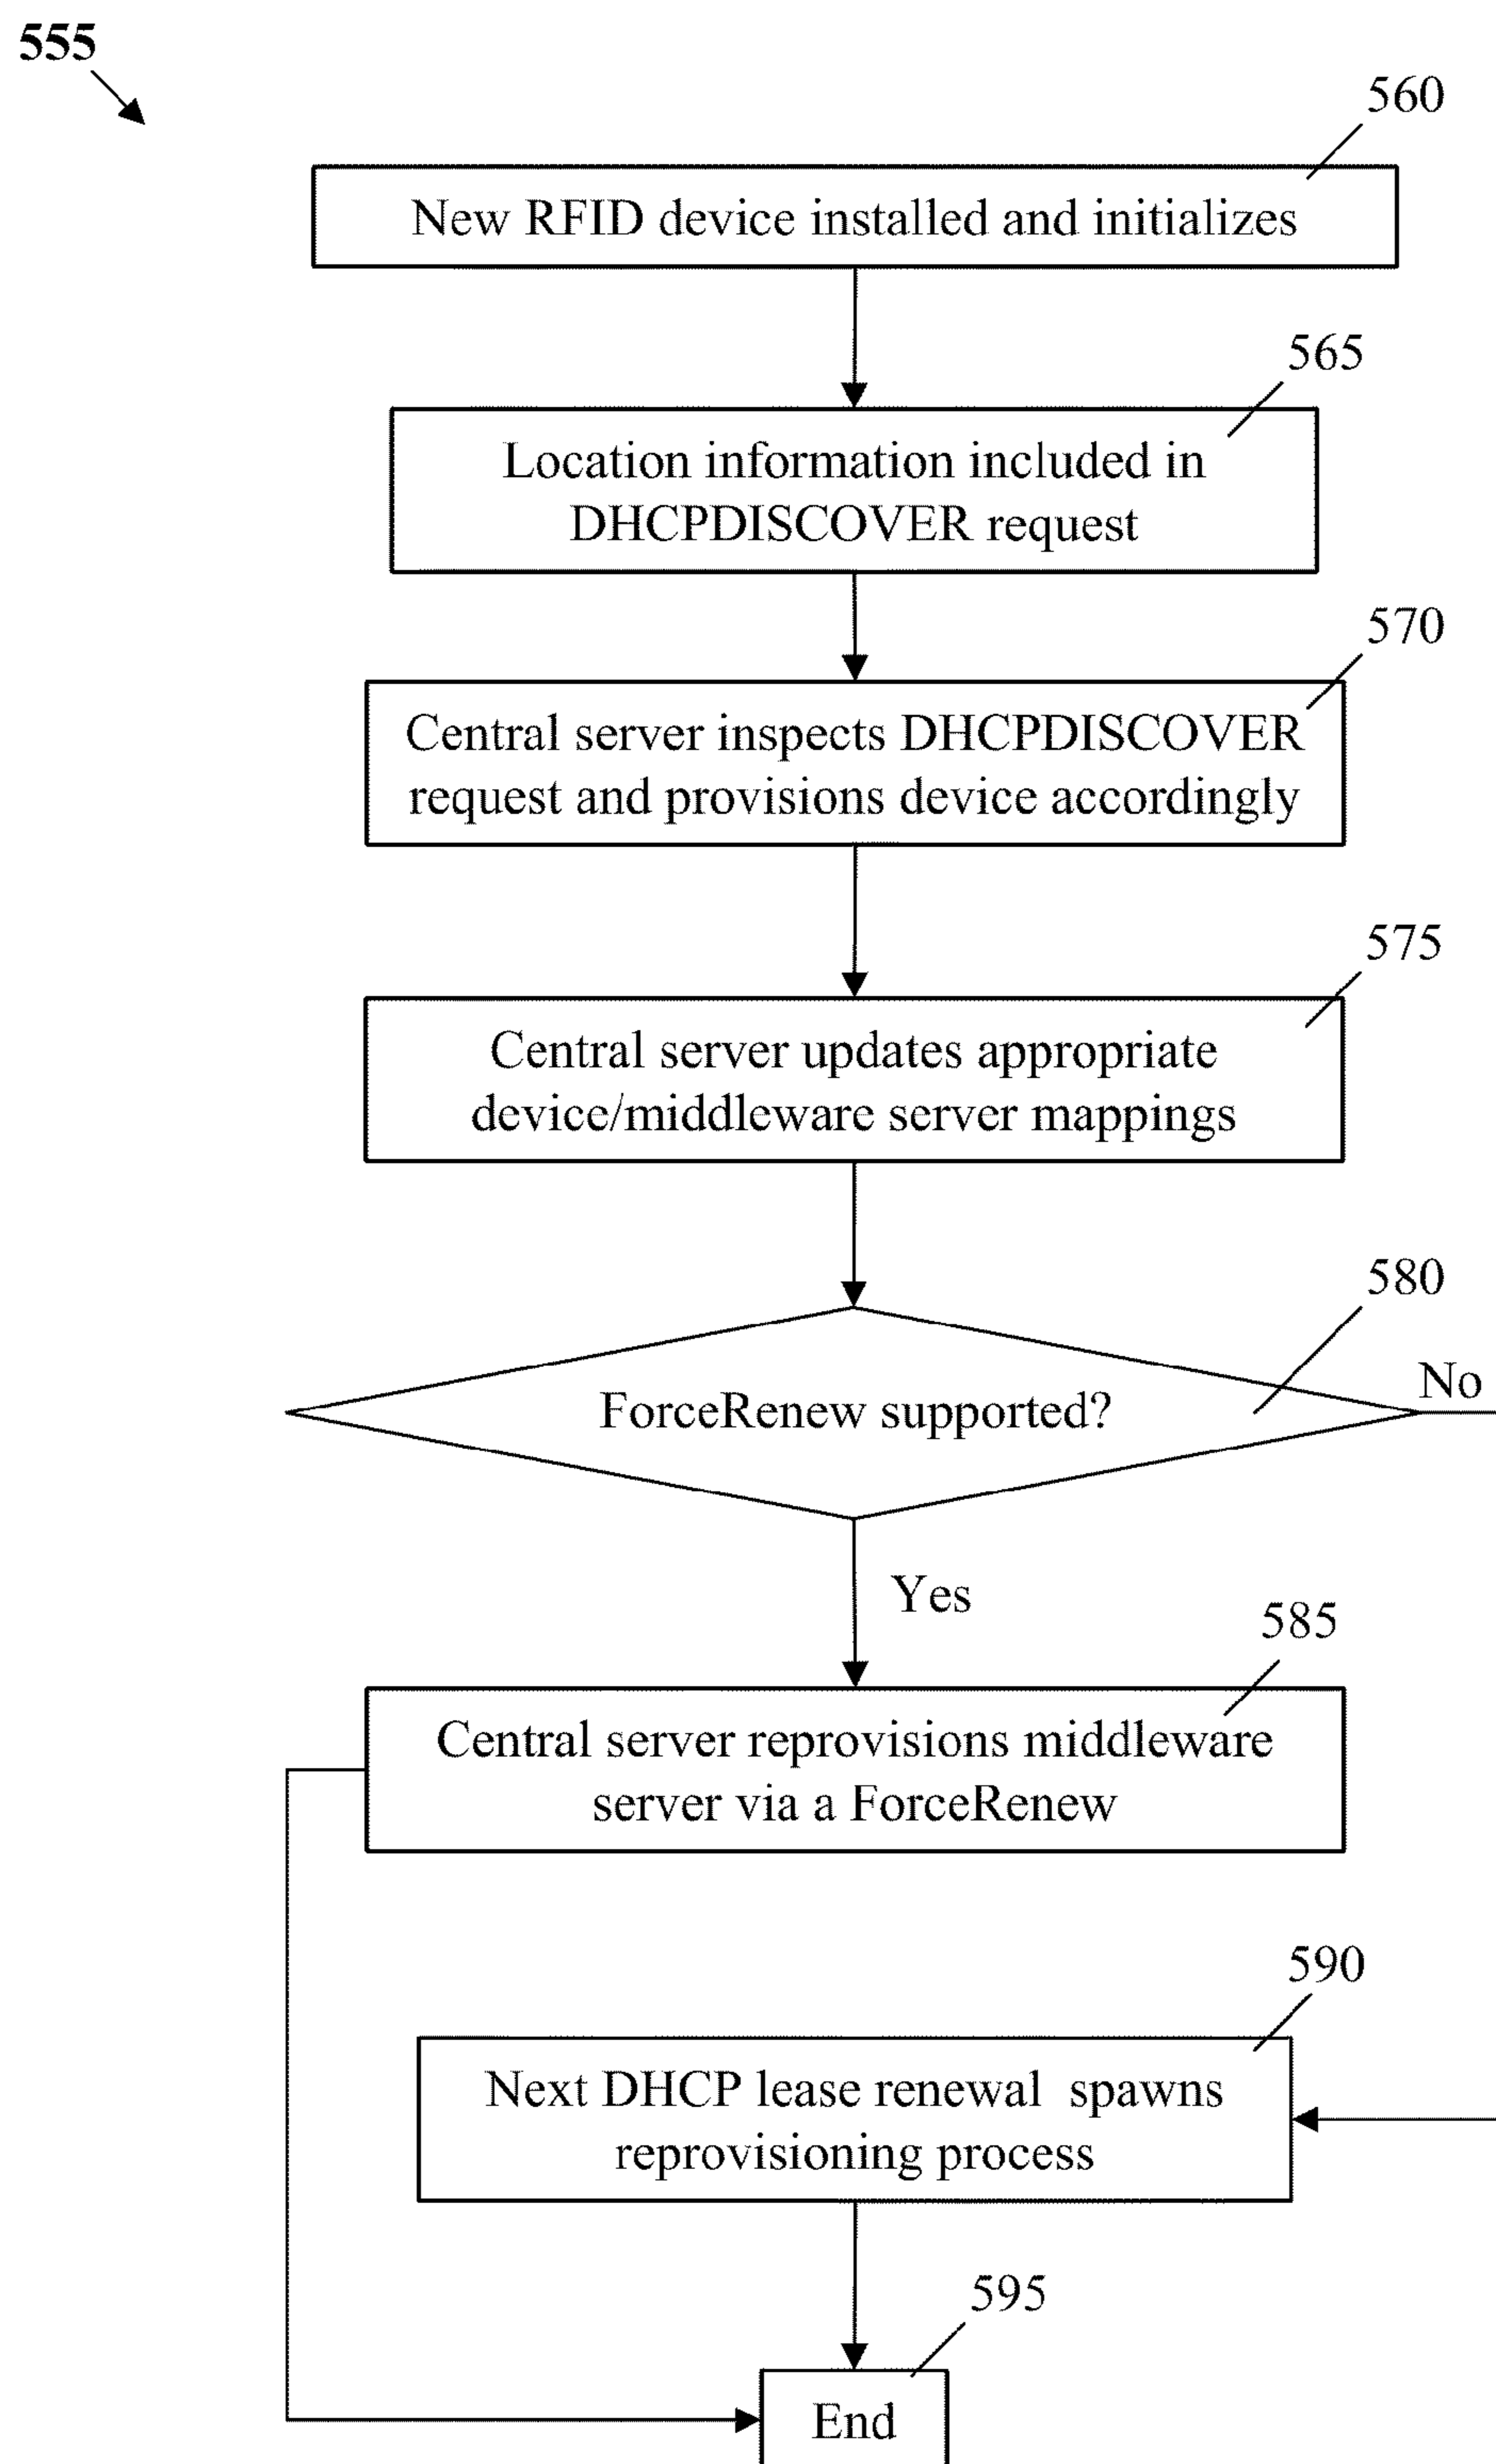 555
560
New RFID device installed and initializes
565
Location information included in
DHCPDISCOVER request
570
Central server inspects DHCPDISCOVER
request and provisions device accordingly
575
Central server updates appropriate
device/middleware server mappings
580
No
ForceRenew supported?
Yes
585
Central server reprovisions middleware
server via a ForceRenew
590
Next DHCP lease renewal spawns
reprovisioning process
595
End